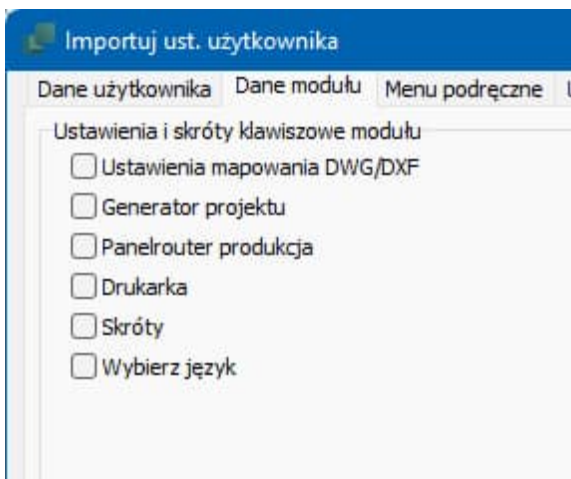 Importuj ust. użytkownika
Dane użytkownika Dane modułu Menu podręczne
Ustawienia i skróty klawiszowe modułu
Ustawienia mapowania DWG/DXF
Generator projektu
Panelrouter produkcja
Drukarka
Skróty
Wybierz język